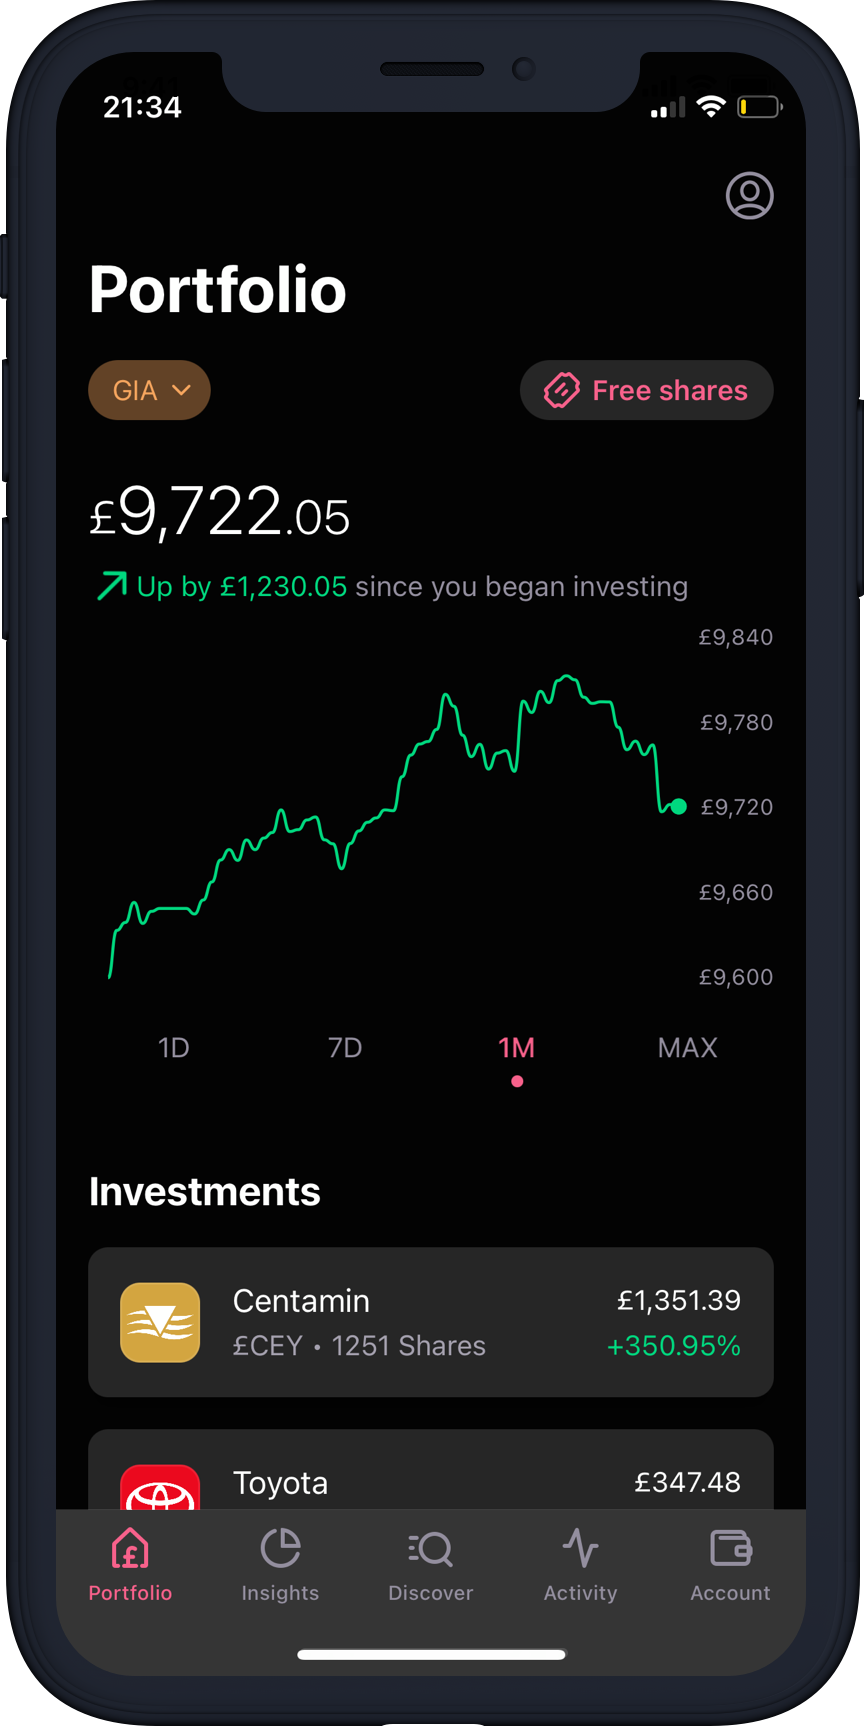 21:34
Portfolio
GIA
Free shares
£9,722.05
Up by £1,230.05 since you began investing
£9,840
£9,780
£9,720
£9,660
£9,600
1D 7D 1M MAX
Investments
Centamin £1,351.39
£CEY • 1251 Shares +350.95%
Toyota £347.48
Portfolio Insights Discover Activity Account